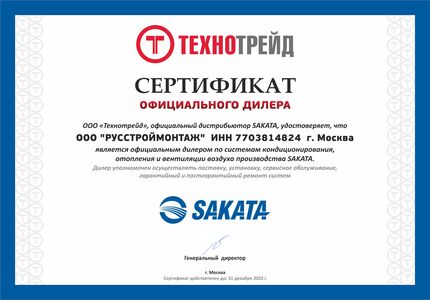 ТЕХНОТРЕЙД
СЕРТИФИКАТ
ОФИЦИАЛЬНОГО ДИЛЕРА
ООО «Технотрейд», официальный дистрибьютор SAKATA, удостоверяет, что
ООО "РУССТРОЙМОНТАЖ" ИНН 7703814824 г. Москва
является официальным дилером по системам кондиционирования,
отопления и вентиляции воздуха производства SAKATA.
Дилер уполномочен осуществлять поставку, установку, сервисное обслуживание,
гарантийный и постгарантийный ремонт систем
SAKATA
Генеральный директор
г. Москва
Сертификат действителен до: 31 декабря 2020 г.